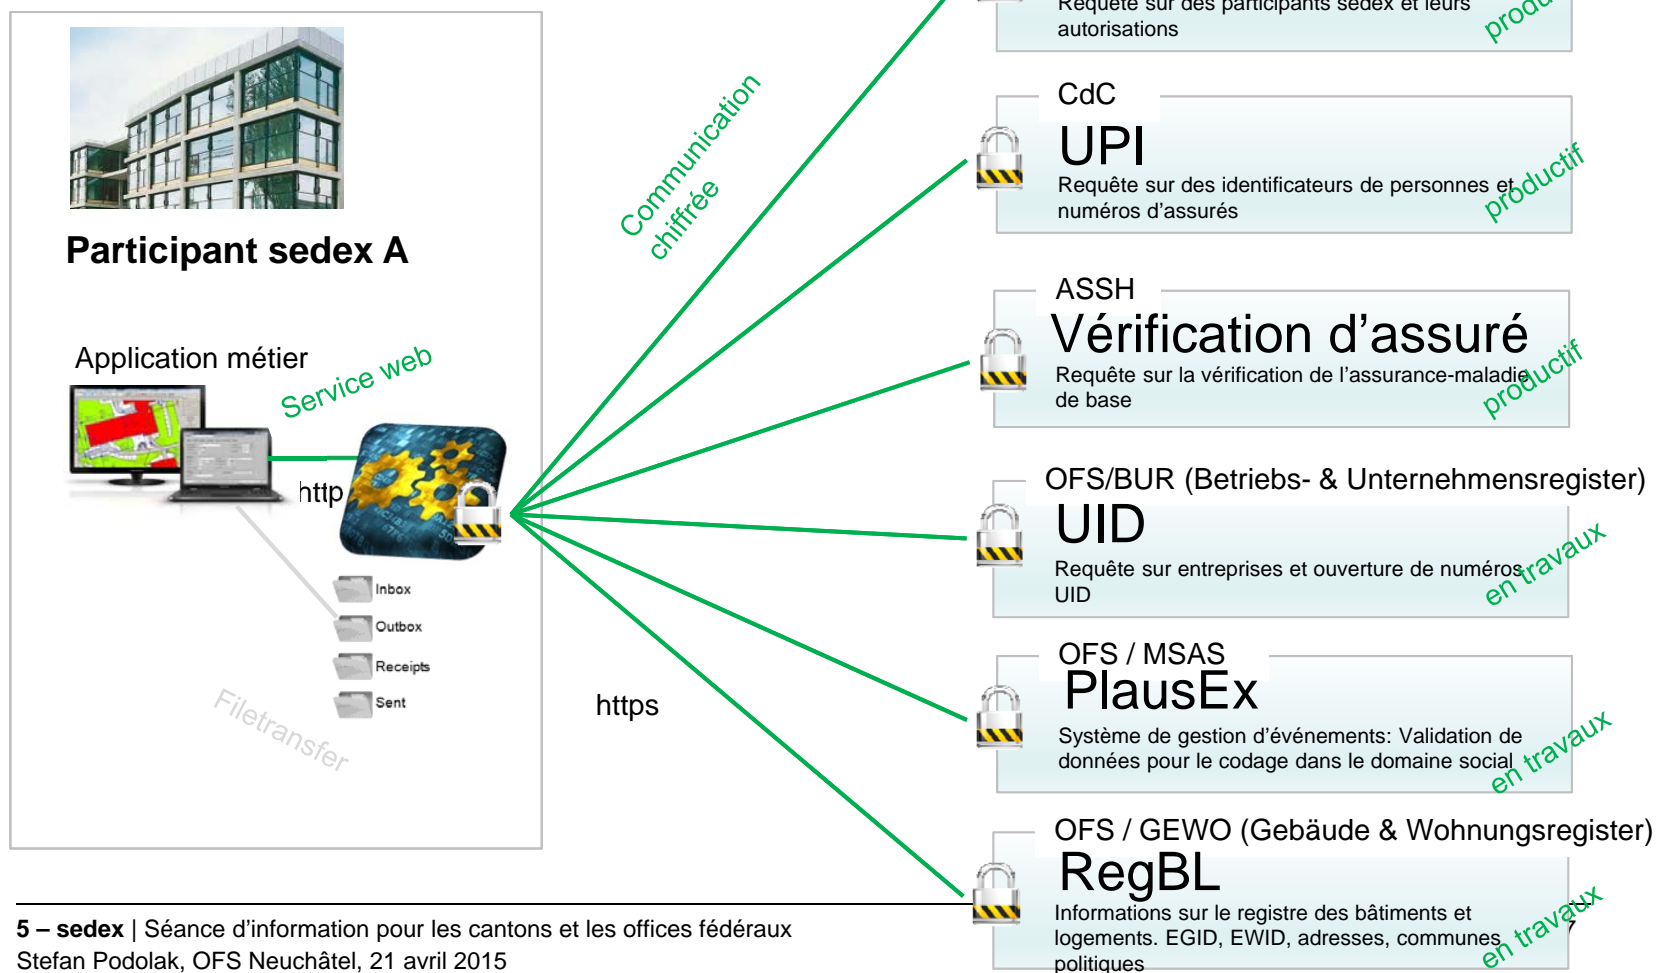 Requête sur des participants sedex et leurs
autorisations
CdC
UPI
Requête sur des identificateurs de personnes et
numéros d'assurés
productif
ASSH
Vérification d'assuré
Requête sur la vérification de l'assurance-maladie
de base
productif
OFS/BUR (Betriebs- & Unternehmensregister)
UID
Requête sur entreprises et ouverture de numéros
UID
en travaux
OFS / MSAS
PlausEx
Système de gestion d'événements: Validation de
données pour le codage dans le domaine social
en travaux
OFS / GEWO (Gebäude & Wohnungsregister)
RegBL
Informations sur le registre des bâtiments et
logements. EGID, EWID, adresses, communes
politiques
en travaux
Communication
chiffrée
Participant sedex A
Application métier
Service web
http
Inbox
Outbox
Receipts
Sent
Filetransfer
https
5 – sedex | Séance d'information pour les cantons et les offices fédéraux
Stefan Podolak, OFS Neuchâtel, 21 avril 2015